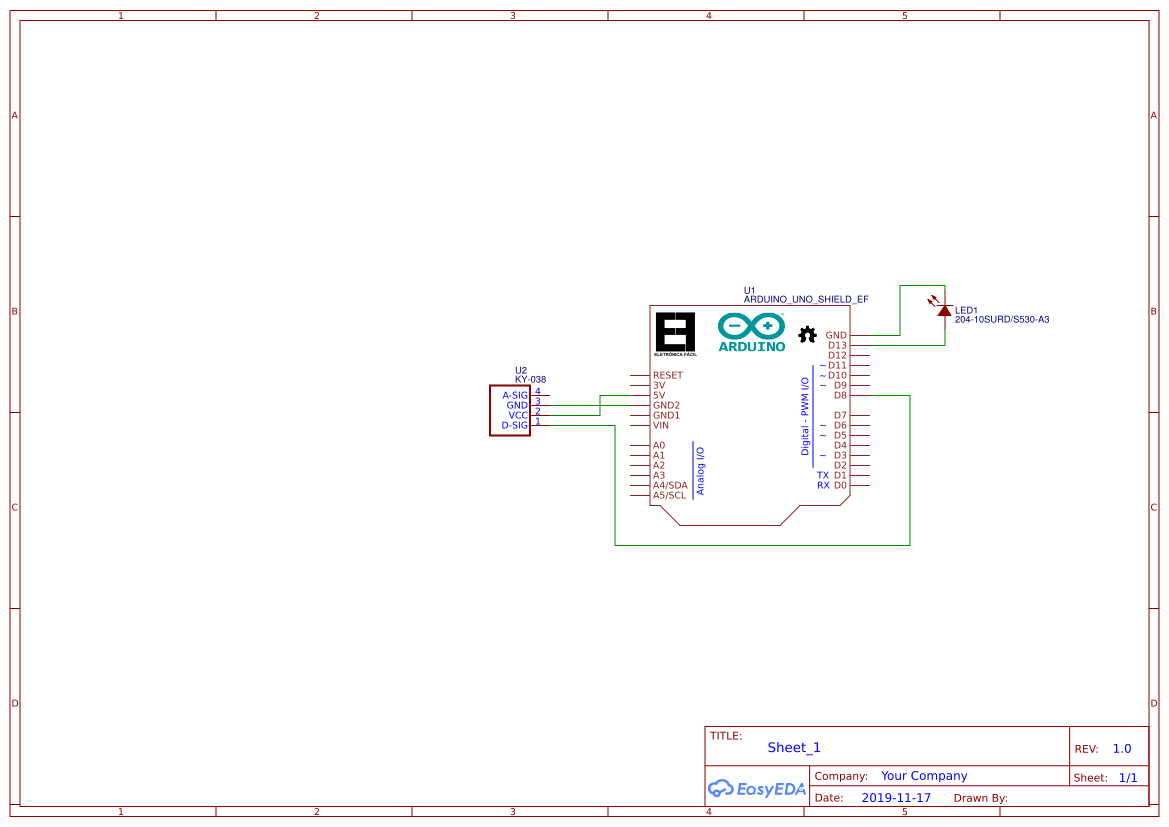 1 2 3 4 5
A A
B B
C C
D D
U1
ARDUINO_UNO_SHIELD_EF
ELETRÔNICA FÁCIL
ARDUINO
LED1
204-10SURD/S530-A3
GND
D13
D12
~ D11
~ D10
~ D9
D8
D7
~ D6
~ D5
D4
~ D3
D2
TX D1
RX D0
Digital - PWM I/O
RESET
3V
5V
GND2
GND1
VIN
A0
A1
A2
A3
A4/SDA
A5/SCL
Analog I/O
U2
KY-038
A-SIG 4
GND 3
VCC 2
D-SIG 1
TITLE:
Sheet_1
REV: 1.0
EasyEDA
Company: Your Company
Sheet: 1/1
Date: 2019-11-17 Drawn By:
1 2 3 4 5